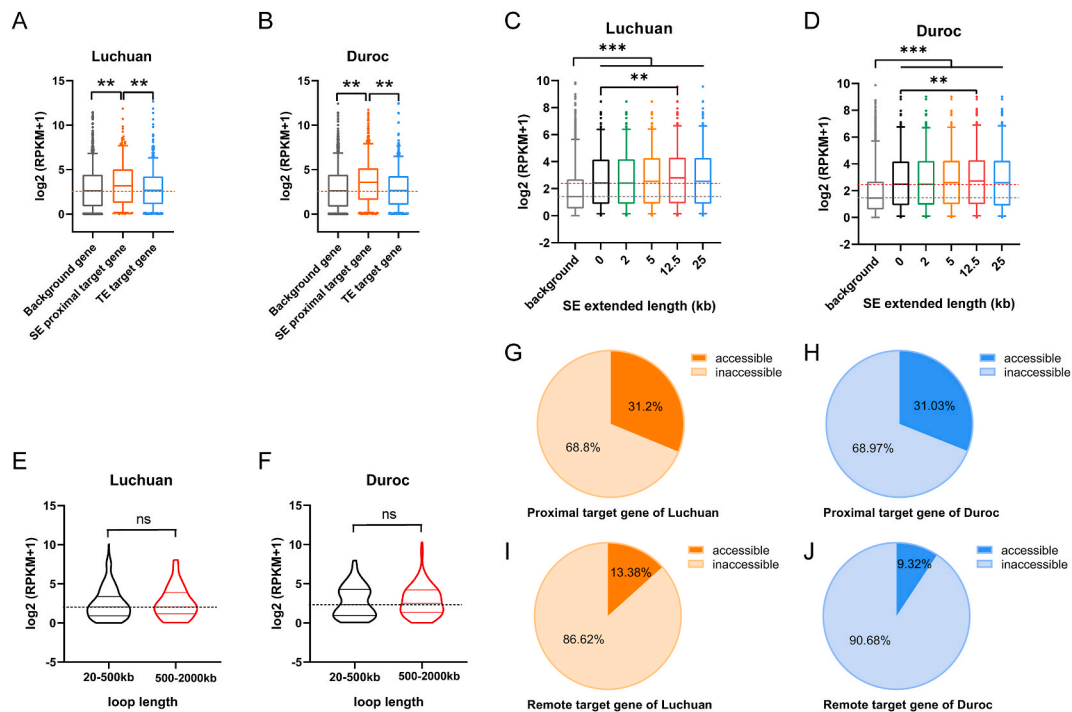 A
Luchuan
** **
15
10
5
0
log2 (RPKM+1)
Background gene
SE proximal target gene
TE target gene
B
Duroc
** **
15
10
5
0
log2 (RPKM+1)
Background gene
SE proximal target gene
TE target gene
C
Luchuan
***
**
10
8
6
4
2
0
-2
log2 (RPKM+1)
background
0
2
5
12.5
25
SE extended length (kb)
D
Duroc
***
**
10
8
6
4
2
0
-2
log2 (RPKM+1)
background
0
2
5
12.5
25
SE extended length (kb)
E
Luchuan
ns
15
10
5
0
-5
log2 (RPKM+1)
20-500kb 500-2000kb
loop length
F
Duroc
ns
15
10
5
0
-5
log2 (RPKM+1)
20-500kb 500-2000kb
loop length
G
accessible
inaccessible
31.2%
68.8%
Proximal target gene of Luchuan
H
accessible
inaccessible
31.03%
68.97%
Proximal target gene of Duroc
I
accessible
inaccessible
13.38%
86.62%
Remote target gene of Luchuan
J
accessible
inaccessible
9.32%
90.68%
Remote target gene of Duroc